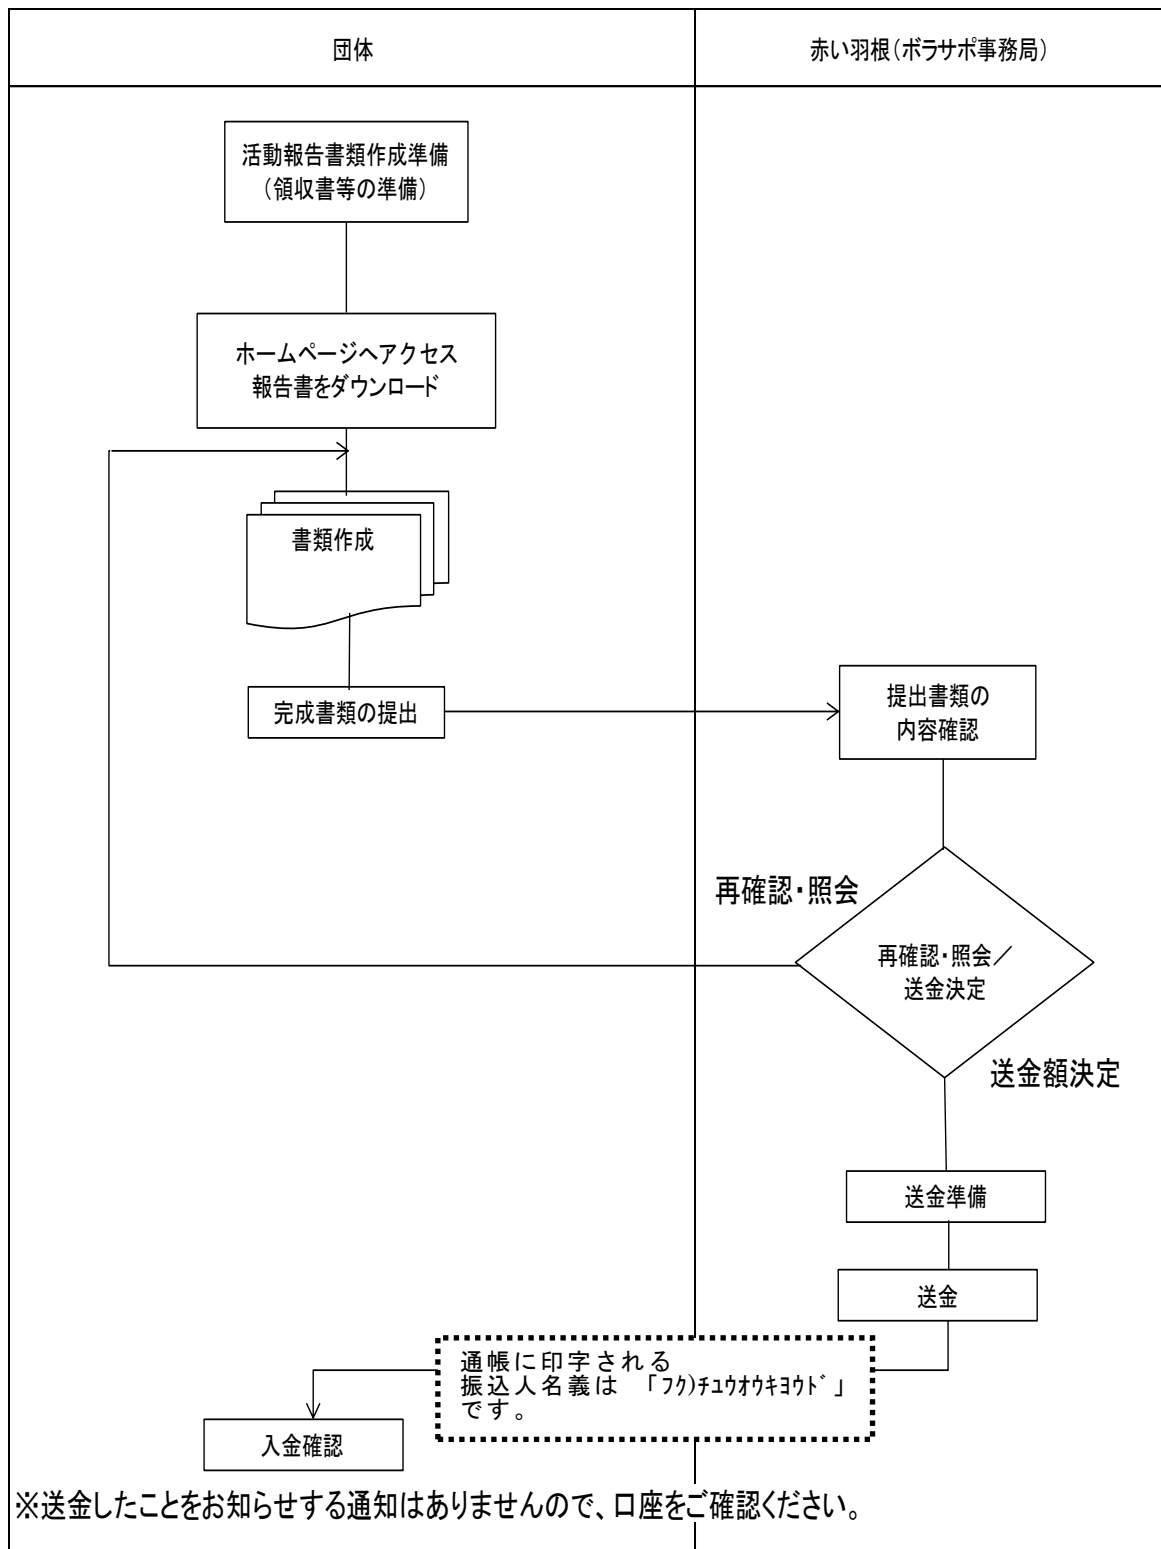 団体
赤い羽根(ボラサポ事務局)
活動報告書類作成準備
(領収書等の準備)
ホームページへアクセス
報告書をダウンロード
書類作成
完成書類の提出
提出書類の
内容確認
再確認・照会
再確認・照会／
送金決定
送金額決定
送金準備
送金
通帳に印字される
振込人名義は 「ﾌｸ)ﾁﾕｳｵｳｷﾖｳﾄﾞ」
です。
入金確認
※送金したことをお知らせする通知はありませんので、口座をご確認ください。